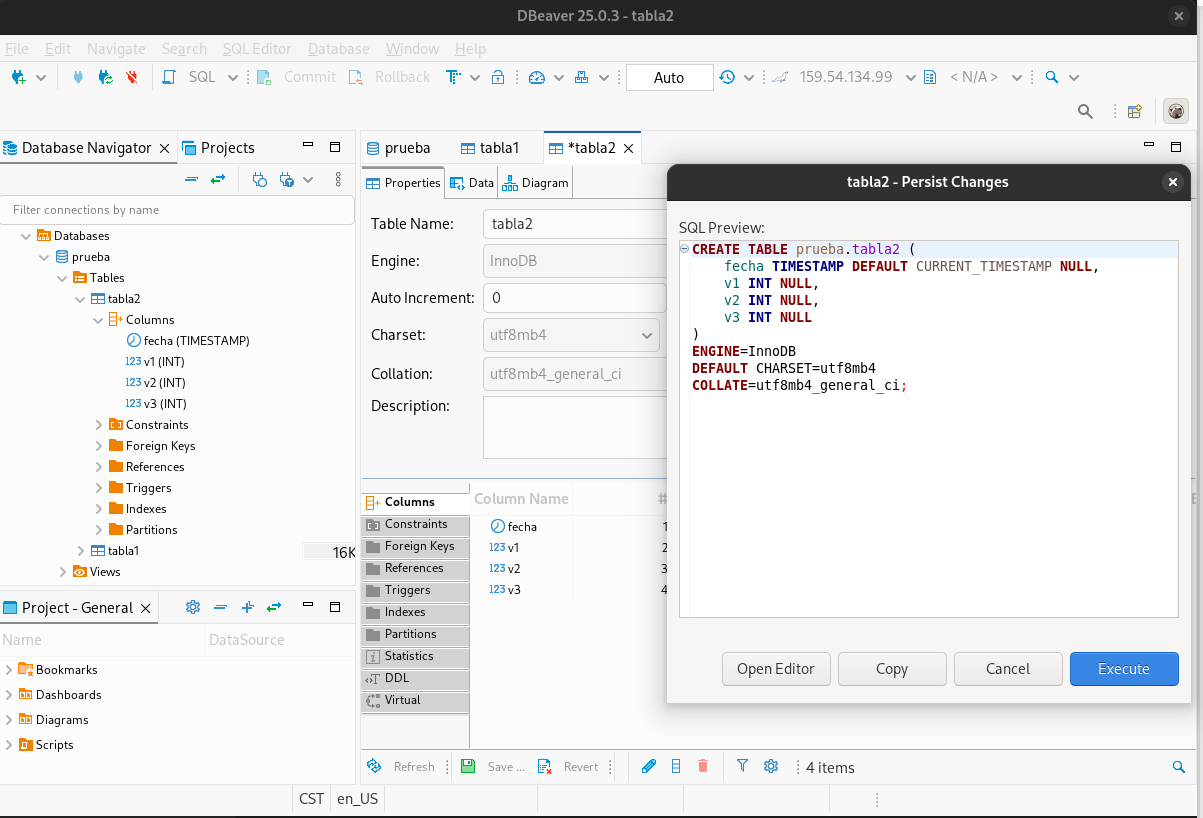 DBeaver 25.0.3 - tabla2
File Edit Navigate Search SQL Editor Database Window Help
SQL Commit Rollback Auto 159.54.134.99 < N/A >
Database Navigator Projects
Filter connections by name
Databases
prueba
Tables
tabla2
Columns
fecha (TIMESTAMP)
123 v1 (INT)
123 v2 (INT)
123 v3 (INT)
Constraints
Foreign Keys
References
Triggers
Indexes
Partitions
tabla1 16K
Views
Project - General
Name DataSource
Bookmarks
Dashboards
Diagrams
Scripts
prueba tabla1 *tabla2
Properties Data Diagram
Table Name: tabla2
Engine: InnoDB
Auto Increment: 0
Charset: utf8mb4
Collation: utf8mb4_general_ci
Description:
Columns
Constraints
Foreign Keys
References
Triggers
Indexes
Partitions
Statistics
DDL
Virtual
Column Name #
fecha 1
123 v1 2
123 v2 3
123 v3 4
tabla2 - Persist Changes
SQL Preview:
CREATE TABLE prueba.tabla2 (
fecha TIMESTAMP DEFAULT CURRENT_TIMESTAMP NULL,
v1 INT NULL,
v2 INT NULL,
v3 INT NULL
)
ENGINE=InnoDB
DEFAULT CHARSET=utf8mb4
COLLATE=utf8mb4_general_ci;
Open Editor Copy Cancel Execute
Refresh Save ... Revert 4 items
CST en_US